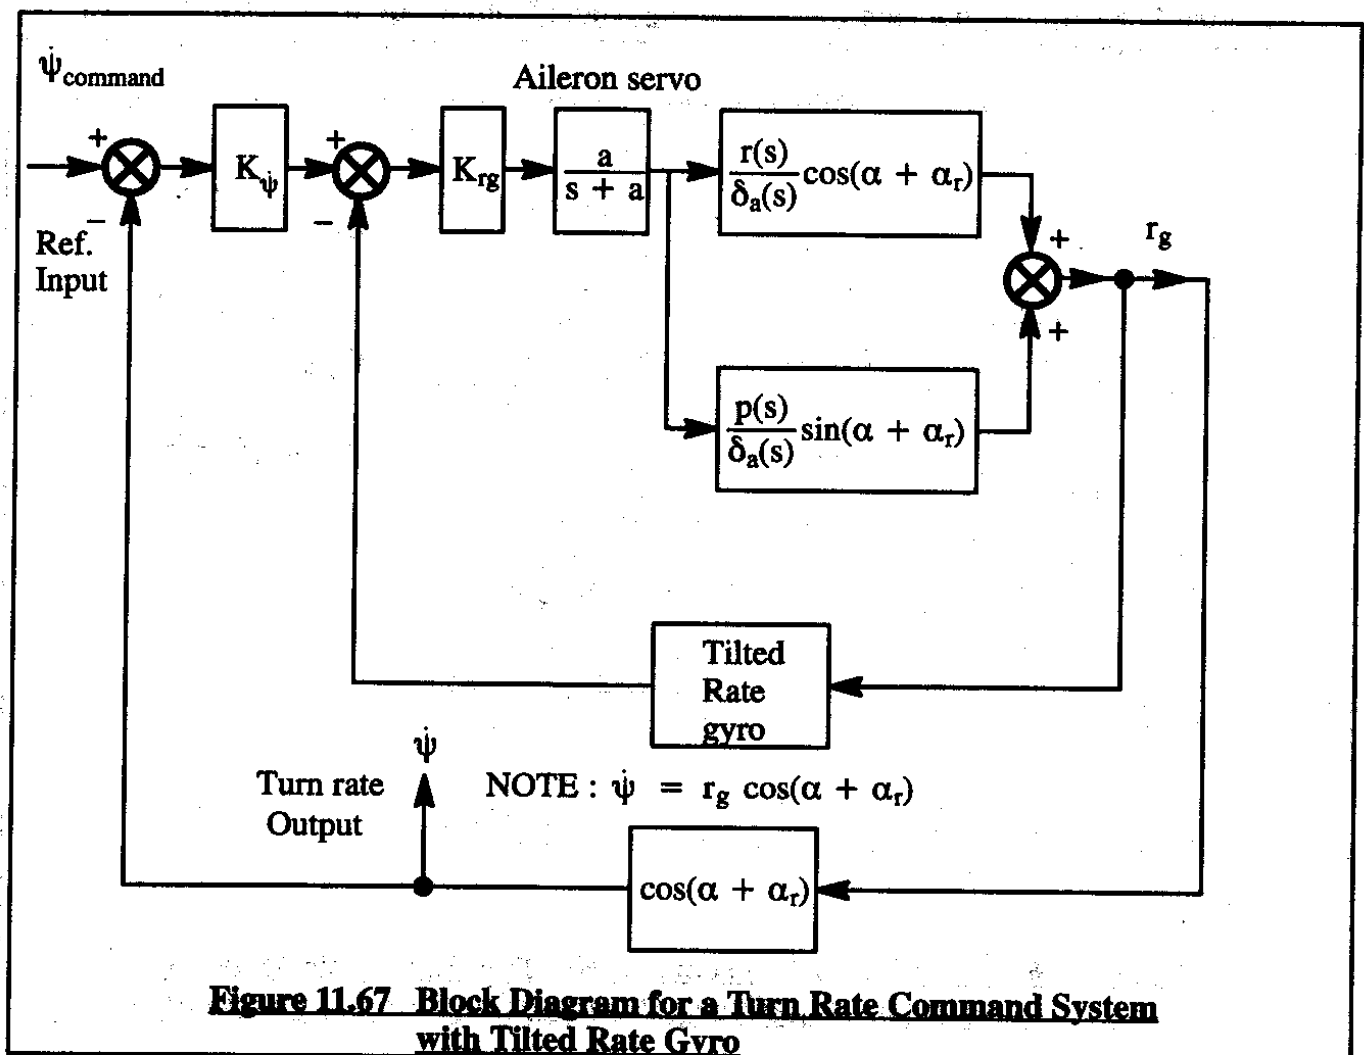 ψ̇command
Aileron servo
+
Kψ̇
+
Krg
a
s + a
r(s)
δa(s)
cos(α + αr)
−
Ref.
Input
−
+
rg
+
p(s)
δa(s)
sin(α + αr)
Tilted
Rate
gyro
ψ̇
Turn rate
Output
NOTE : ψ̇ = rg cos(α + αr)
cos(α + αr)
Figure 11.67 Block Diagram for a Turn Rate Command System
with Tilted Rate Gyro